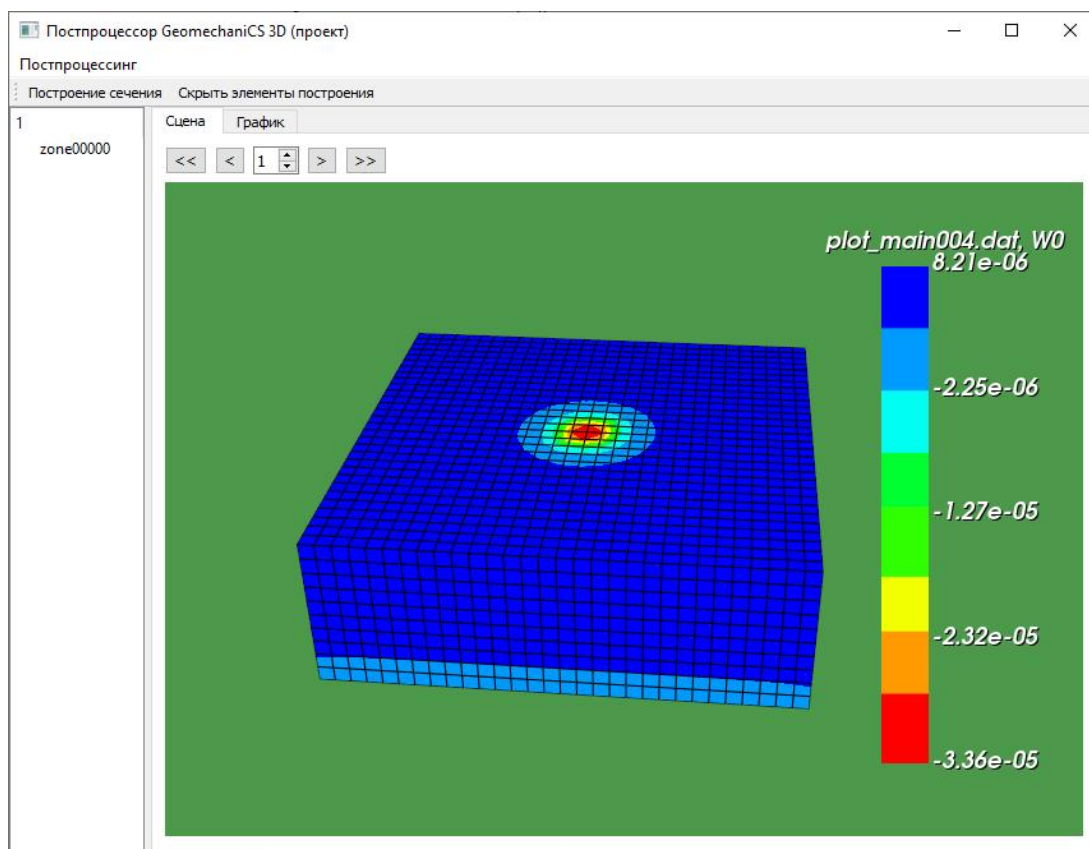 Постпроцессор GeomechaniCS 3D (проект)
Постпроцессинг
Построение сечения Скрыть элементы построения
1
zone00000
Сцена График
<< < 1 > >>
plot_main004.dat, W0
8.21e-06
-2.25e-06
-1.27e-05
-2.32e-05
-3.36e-05